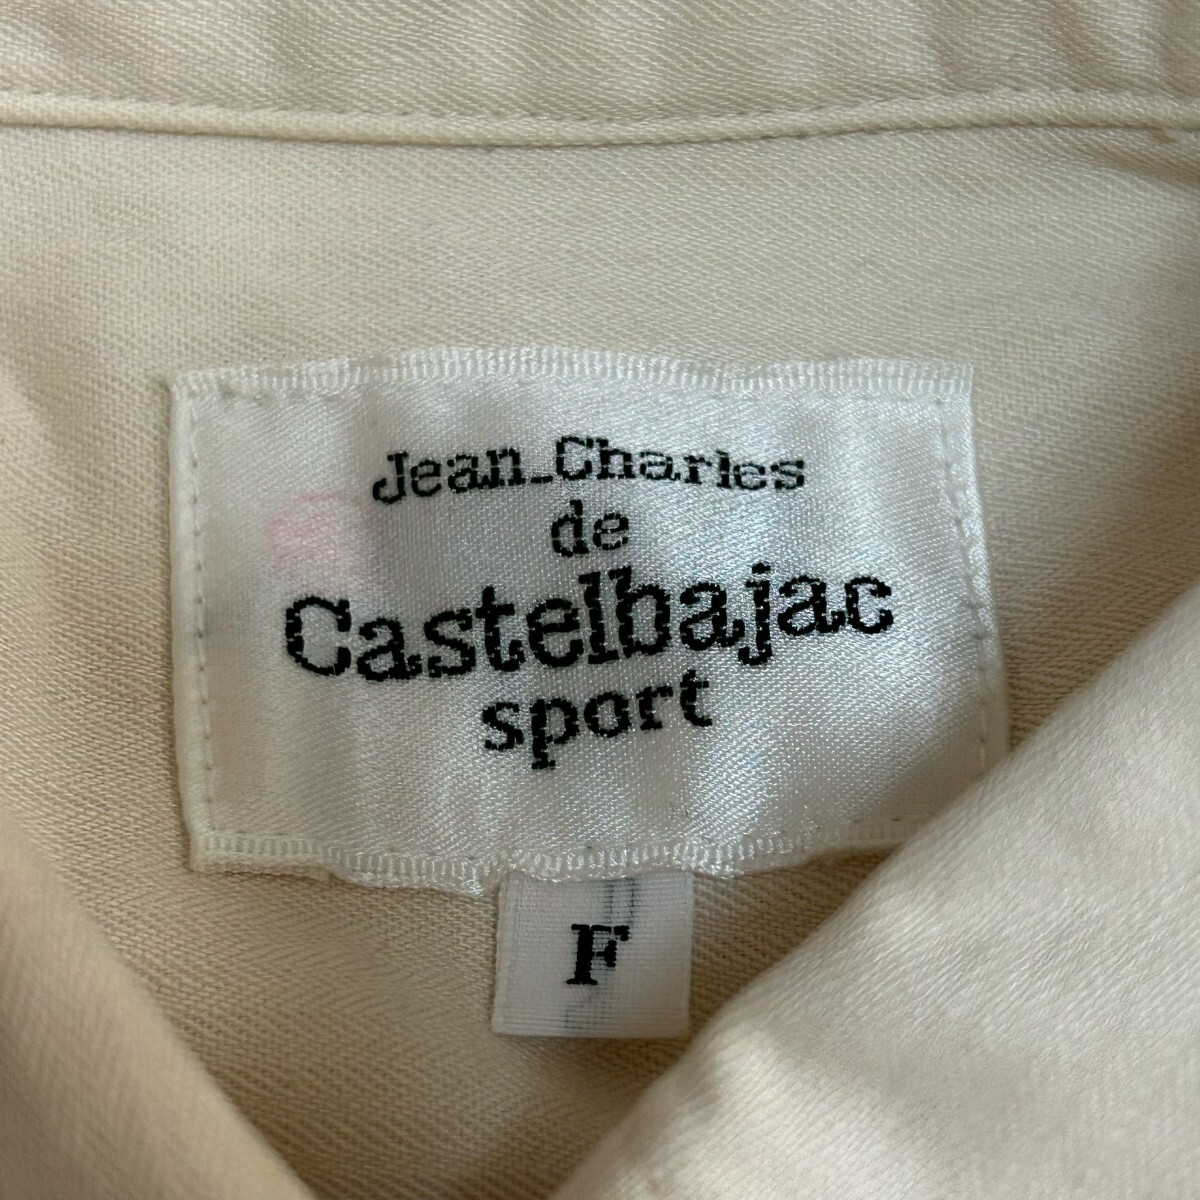 Jean_Charles
de
Castelbajac
sport
F